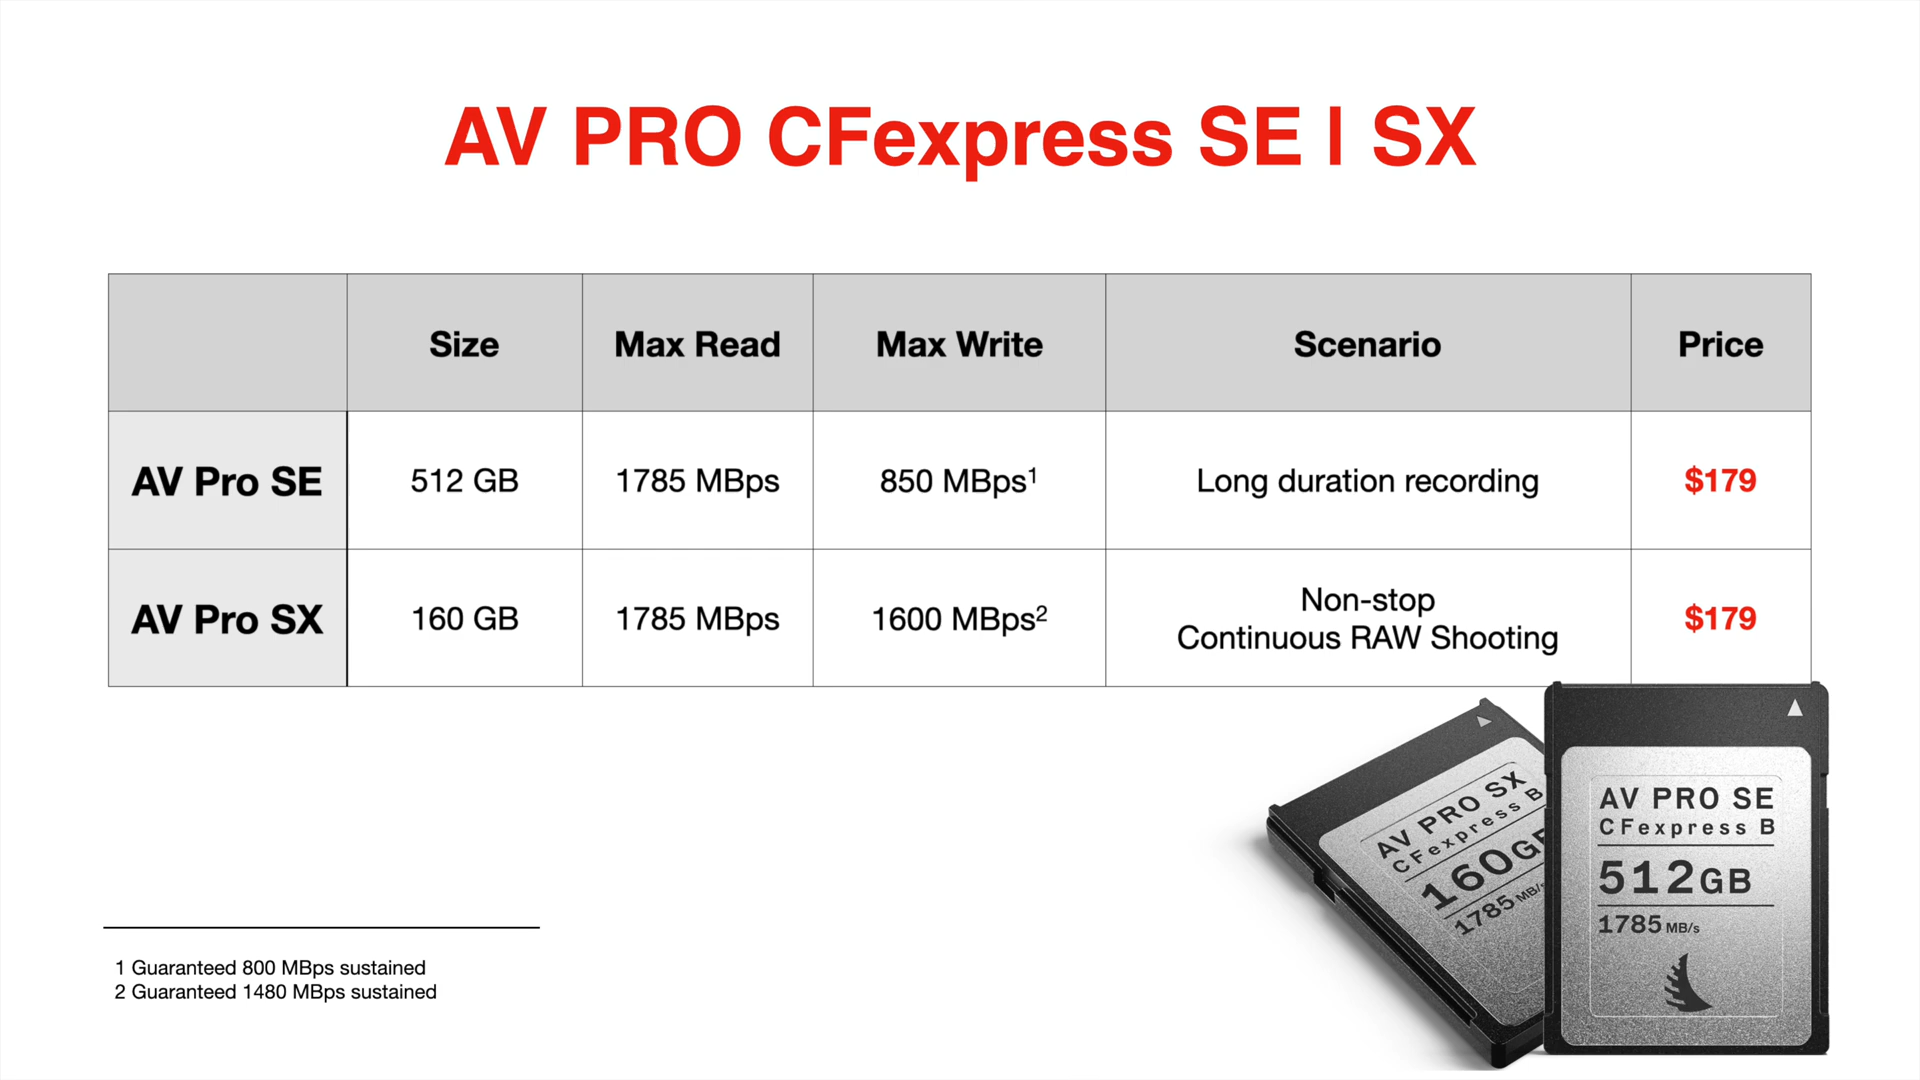 AV PRO CFexpress SE | SX
Size Max Read Max Write Scenario Price
AV Pro SE 512 GB 1785 MBps 850 MBps¹ Long duration recording $179
AV Pro SX 160 GB 1785 MBps 1600 MBps² Non-stop
Continuous RAW Shooting $179
AV PRO SX
CFexpress B
160GB
1785 MB/s
AV PRO SE
CFexpress B
512GB
1785 MB/s
1 Guaranteed 800 MBps sustained
2 Guaranteed 1480 MBps sustained